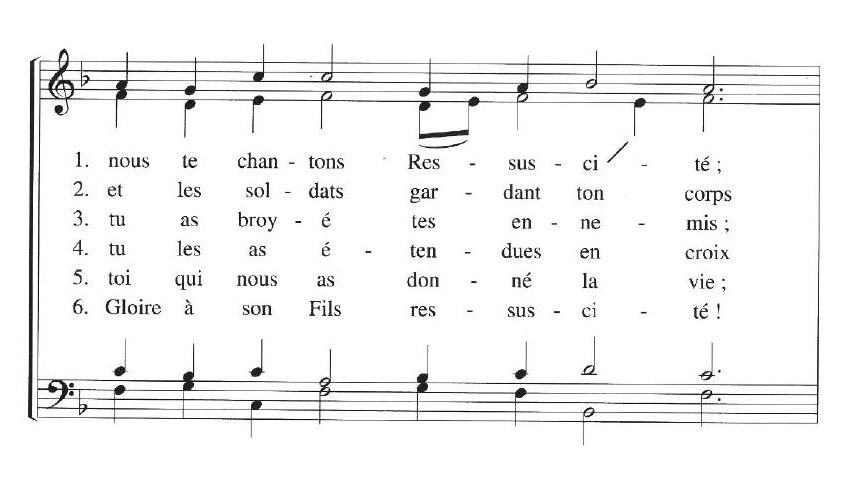 1. nous te chan - tons Res - sus - ci - té ;
2. et les sol - dats gar - dant ton corps
3. tu as broy - é tes en - ne - mis ;
4. tu les as é - ten - dues en croix
5. toi qui nous as don - né la vie ;
6. Gloire à son Fils res - sus - ci - té !